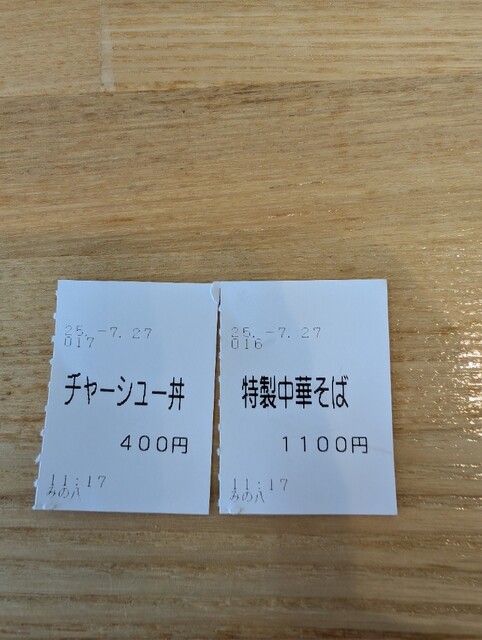 25. -7. 27
017
チャーシュー丼
400円
11:17
みの八
25. -7. 27
016
特製中華そば
1100円
11:17
みの八